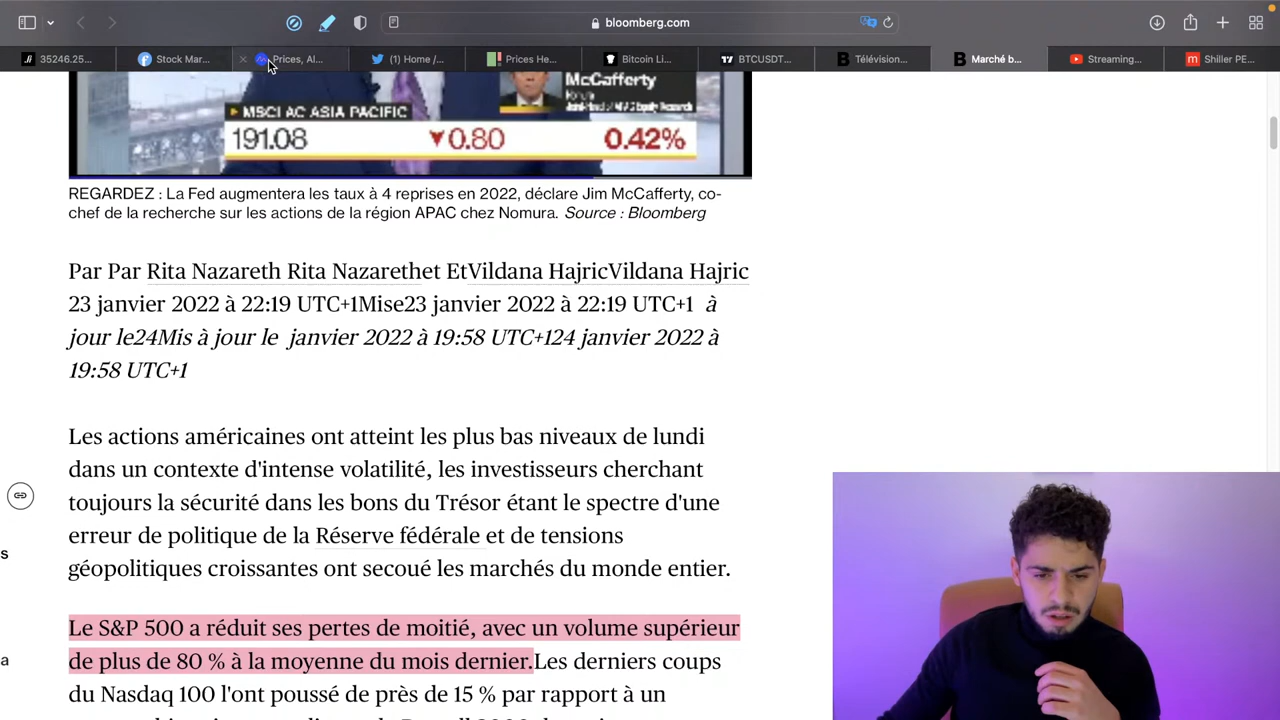 bloomberg.com
35246.25...
Stock Mar...
Prices, Al...
(1) Home /...
Prices He...
Bitcoin Li...
BTCUSDT...
Télévision...
Marché b...
Streaming...
Shiller PE...
McCafferty
Nomura
MSCI AC ASIA PACIFIC
191.08 ▼0.80 0.42%
REGARDEZ : La Fed augmentera les taux à 4 reprises en 2022, déclare Jim McCafferty, co-
chef de la recherche sur les actions de la région APAC chez Nomura. Source : Bloomberg
Par Par Rita Nazareth Rita Nazarethet EtVildana HajricVildana Hajric
23 janvier 2022 à 22:19 UTC+1Mise23 janvier 2022 à 22:19 UTC+1 à
jour le24Mis à jour le janvier 2022 à 19:58 UTC+124 janvier 2022 à
19:58 UTC+1
Les actions américaines ont atteint les plus bas niveaux de lundi
dans un contexte d'intense volatilité, les investisseurs cherchant
toujours la sécurité dans les bons du Trésor étant le spectre d'une
erreur de politique de la Réserve fédérale et de tensions
géopolitiques croissantes ont secoué les marchés du monde entier.
s
Le S&P 500 a réduit ses pertes de moitié, avec un volume supérieur
a
de plus de 80 % à la moyenne du mois dernier.Les derniers coups
du Nasdaq 100 l'ont poussé de près de 15 % par rapport à un